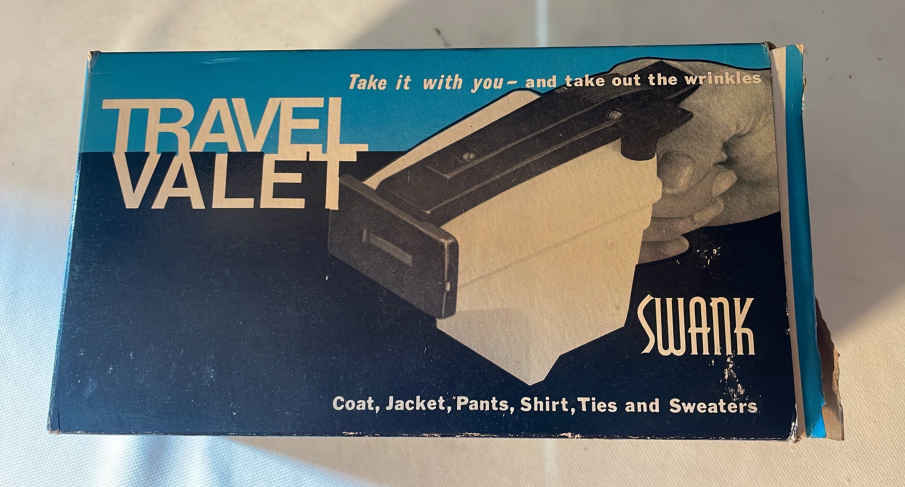 Take it with you – and take out the wrinkles
TRAVEL
VALET
SWANK
Coat, Jacket, Pants, Shirt, Ties and Sweaters